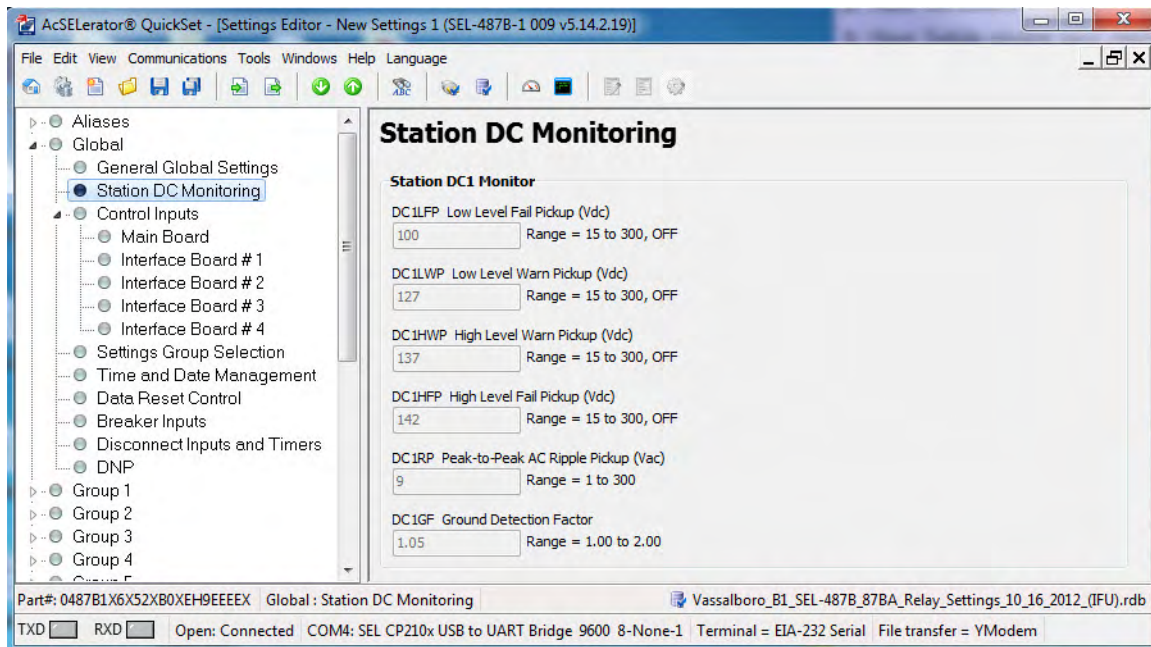 AcSELerator® QuickSet - [Settings Editor - New Settings 1 (SEL-487B-1 009 v5.14.2.19)]
File Edit View Communications Tools Windows Help Language
Aliases
Global
General Global Settings
Station DC Monitoring
Control Inputs
Main Board
Interface Board # 1
Interface Board # 2
Interface Board # 3
Interface Board # 4
Settings Group Selection
Time and Date Management
Data Reset Control
Breaker Inputs
Disconnect Inputs and Timers
DNP
Group 1
Group 2
Group 3
Group 4
Station DC Monitoring
Station DC1 Monitor
DC1LFP Low Level Fail Pickup (Vdc)
100 Range = 15 to 300, OFF
DC1LWP Low Level Warn Pickup (Vdc)
127 Range = 15 to 300, OFF
DC1HWP High Level Warn Pickup (Vdc)
137 Range = 15 to 300, OFF
DC1HFP High Level Fail Pickup (Vdc)
142 Range = 15 to 300, OFF
DC1RP Peak-to-Peak AC Ripple Pickup (Vac)
9 Range = 1 to 300
DC1GF Ground Detection Factor
1.05 Range = 1.00 to 2.00
Part#: 0487B1X6X52XB0XEH9EEEEX Global : Station DC Monitoring Vassalboro_B1_SEL-487B_87BA_Relay_Settings_10_16_2012_(IFU).rdb
TXD RXD Open: Connected COM4: SEL CP210x USB to UART Bridge 9600 8-None-1 Terminal = EIA-232 Serial File transfer = YModem